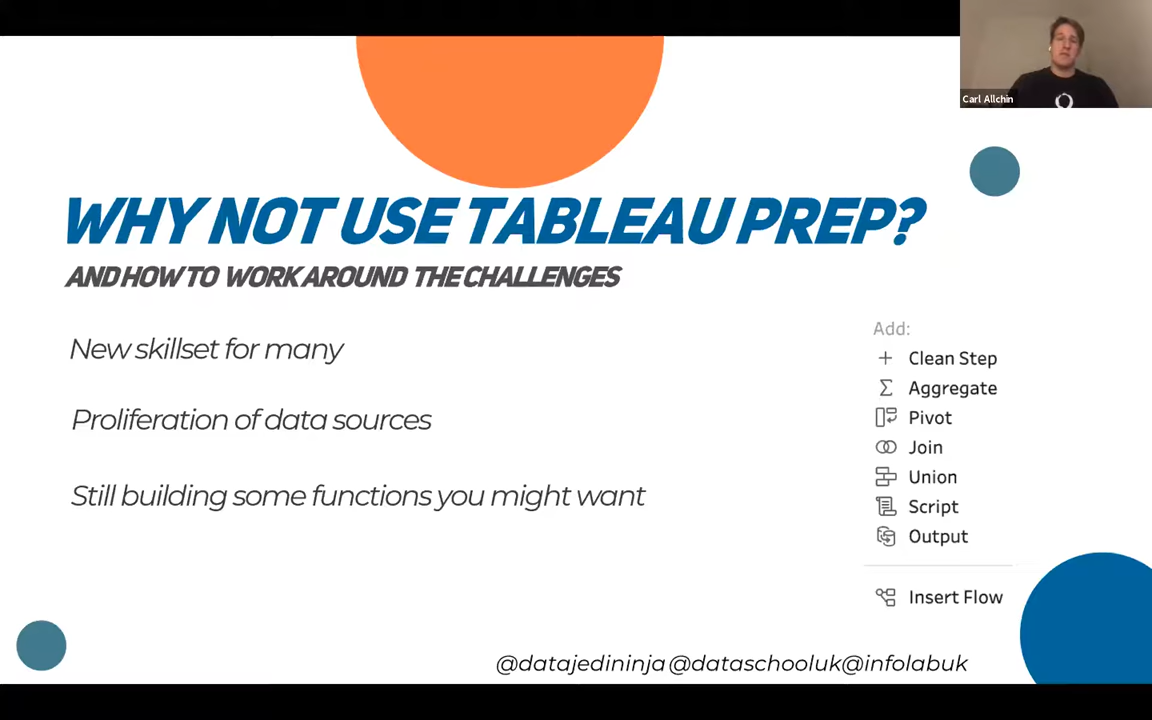 Carl Allchin
WHY NOT USE TABLEAU PREP?
AND HOW TO WORK AROUND THE CHALLENGES
New skillset for many
Proliferation of data sources
Still building some functions you might want
Add:
Clean Step
Aggregate
Pivot
Join
Union
Script
Output
Insert Flow
@datajedininja @dataschooluk @infolabuk